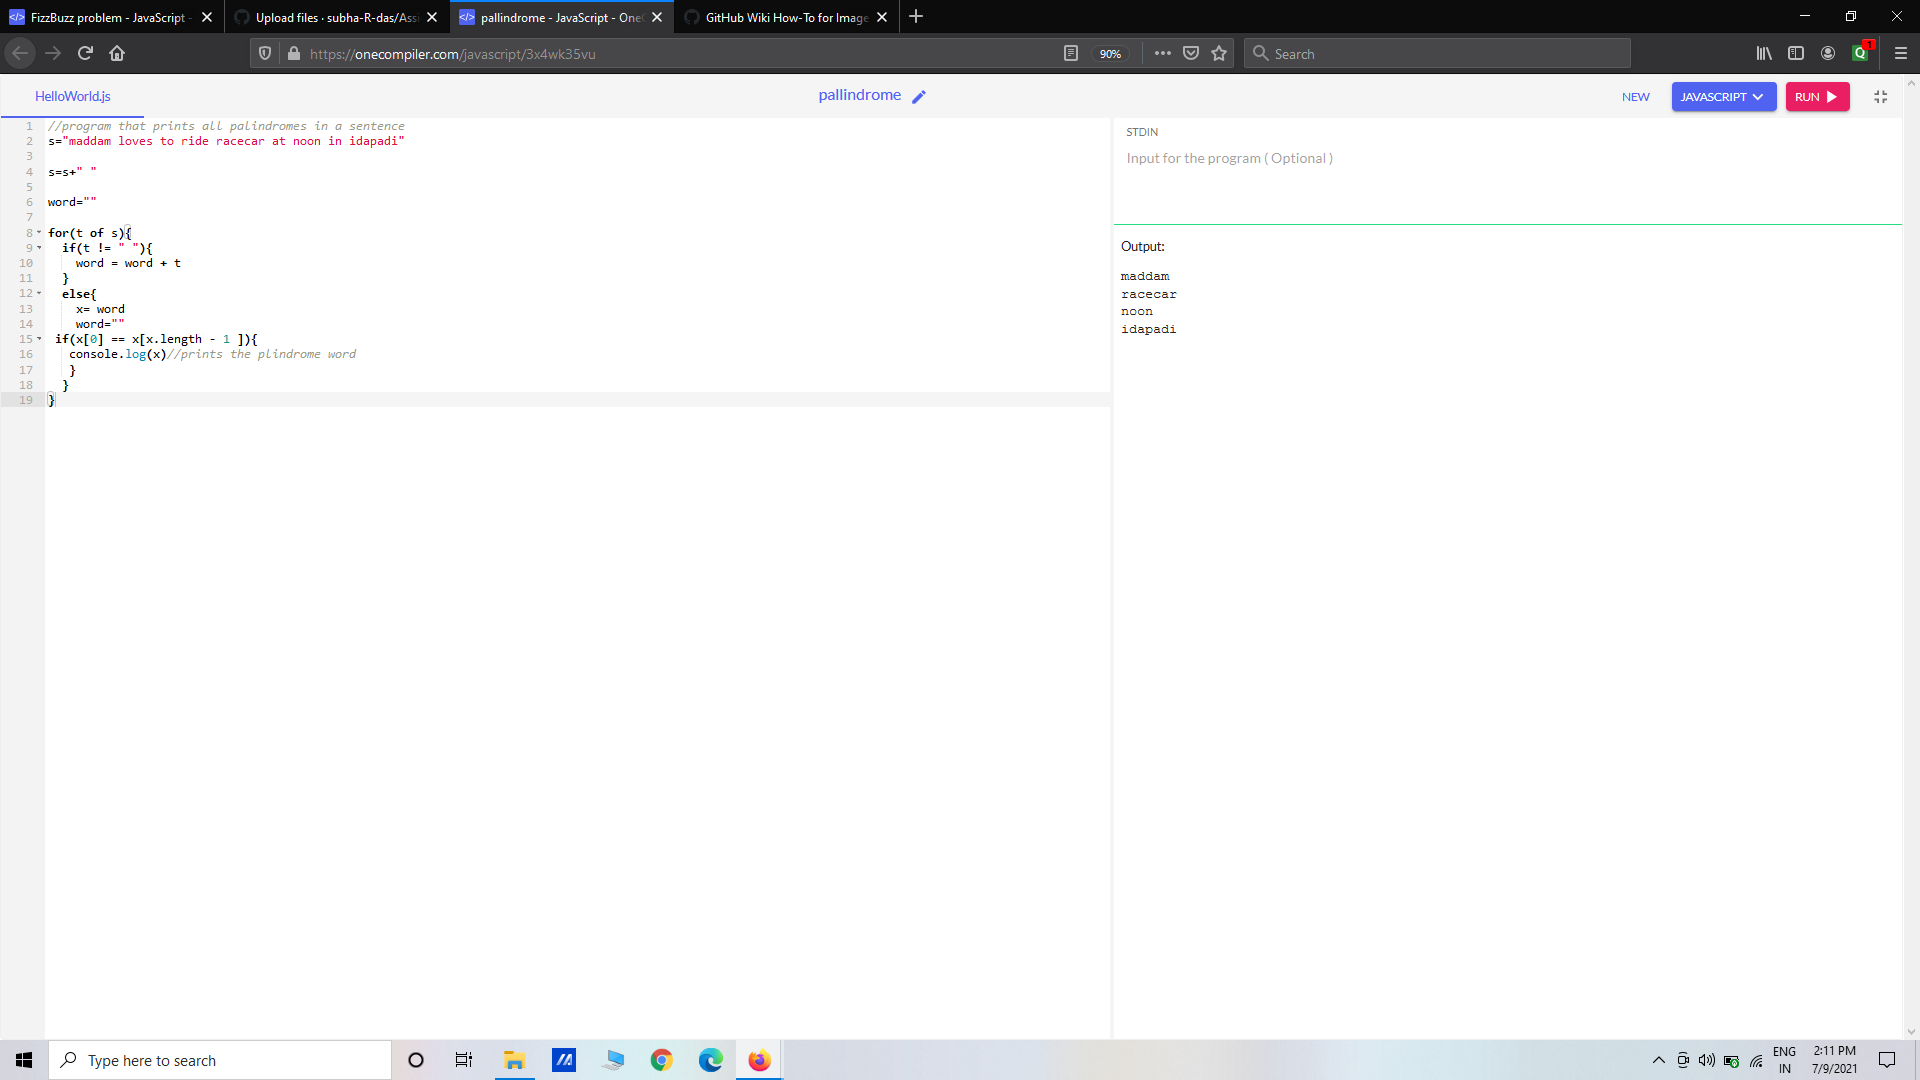 FizzBuzz problem - JavaScript -
Upload files · subha-R-das/Assi
pallindrome - JavaScript - OneC
GitHub Wiki How-To for Image
https://onecompiler.com/javascript/3x4wk35vu
90%
Search
1
HelloWorld.js
pallindrome
NEW
JAVASCRIPT
RUN
1 //program that prints all palindromes in a sentence
2 s="maddam loves to ride racecar at noon in idapadi"
3
4 s=s+" "
5
6 word=""
7
8 for(t of s){
9 if(t != " "){
10 word = word + t
11 }
12 else{
13 x= word
14 word=""
15 if(x[0] == x[x.length - 1 ]){
16 console.log(x)//prints the plindrome word
17 }
18 }
19 }
STDIN
Input for the program ( Optional )
Output:
maddam
racecar
noon
idapadi
Type here to search
ENG
IN
2:11 PM
7/9/2021